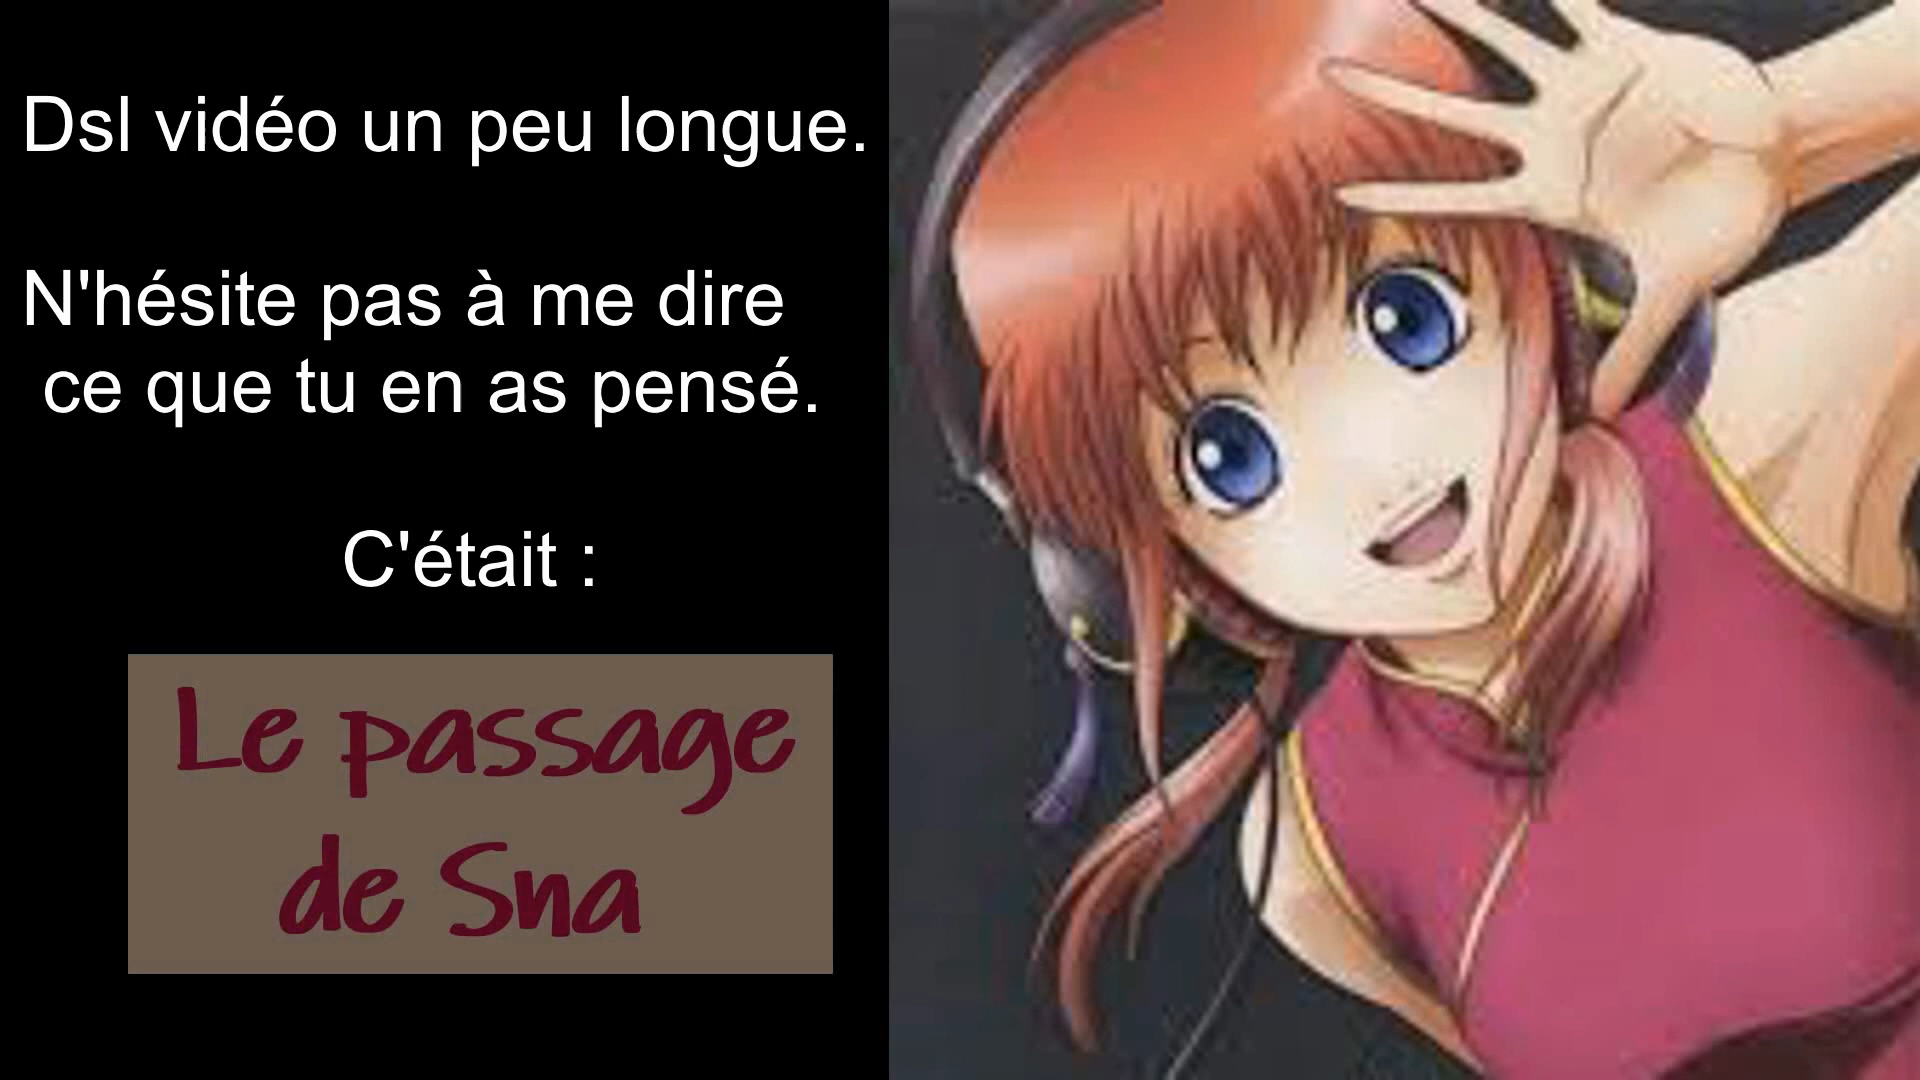 Dsl vidéo un peu longue.
N'hésite pas à me dire
ce que tu en as pensé.
C'était :
Le passage
de Sna